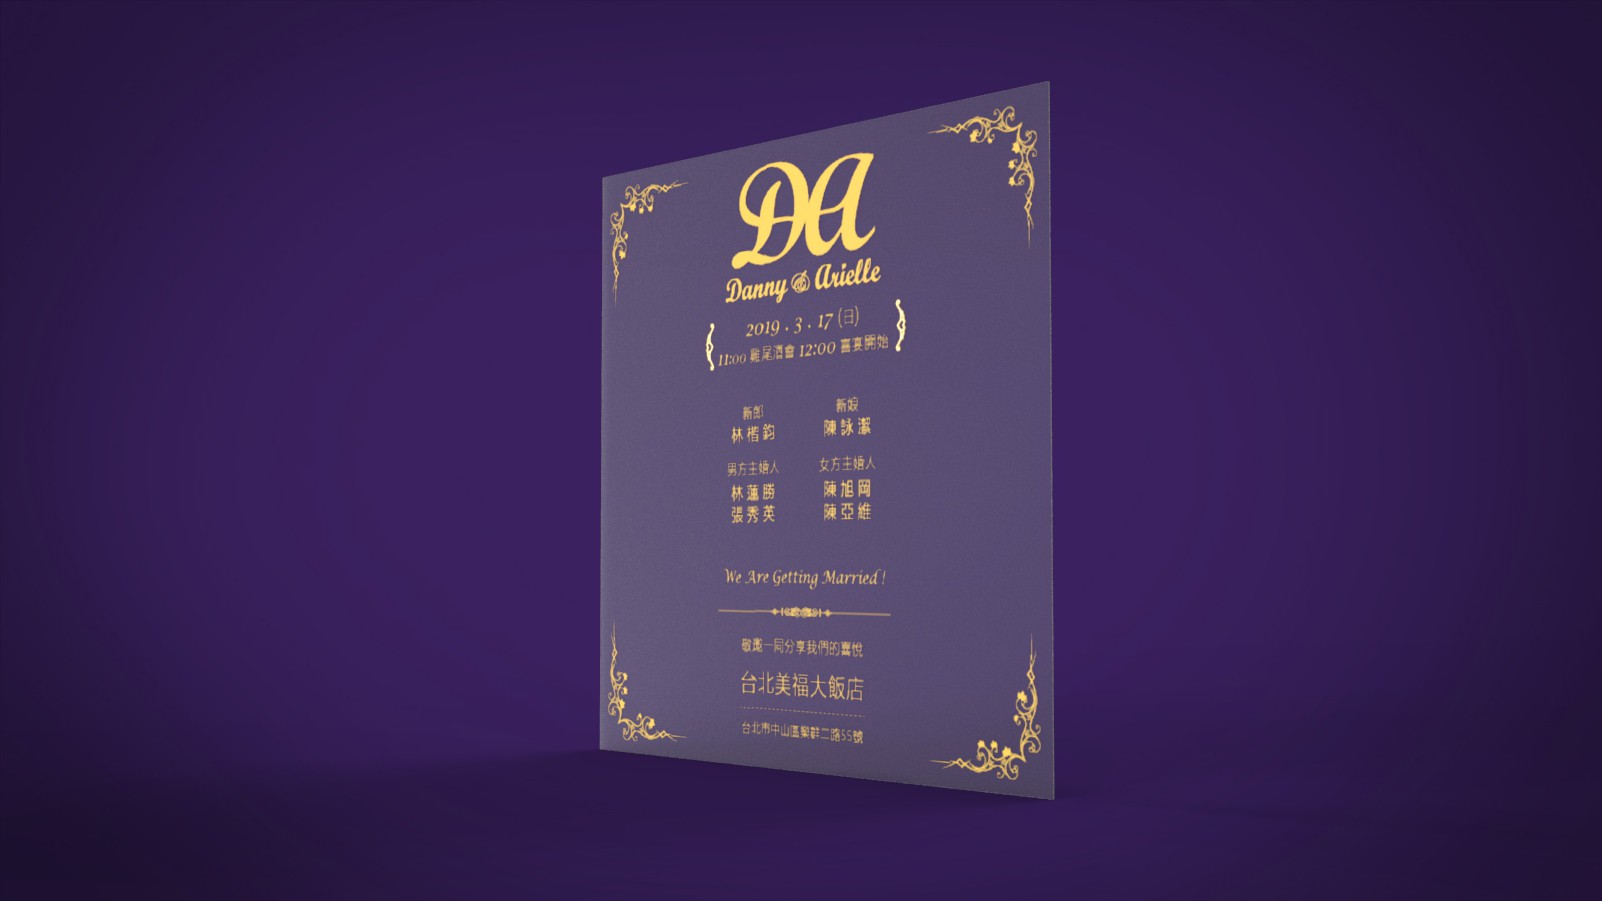 DA
Danny & Arielle
2019 . 3 . 17 (日)
11:00 雞尾酒會 12:00 喜宴開始
新郎 新娘
林楷鈞 陳詠潔
男方主婚人 女方主婚人
林蓮勝 陳旭岡
張秀英 陳亞維
We Are Getting Married !
敬邀一同分享我們的喜悅
台北美福大飯店
台北市中山區樂群二路55號